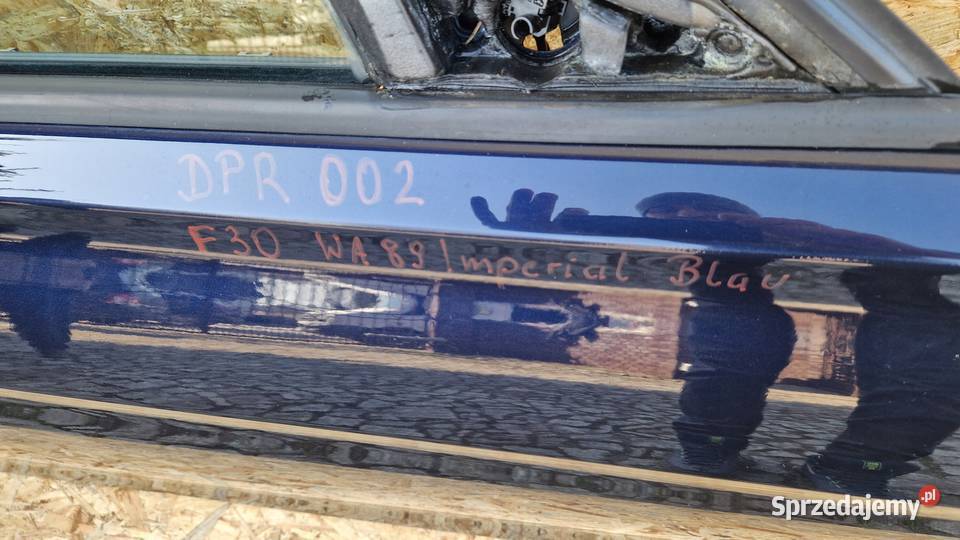 DPR 002
F30 WA89 Imperial Blau
Sprzedajemy.pl